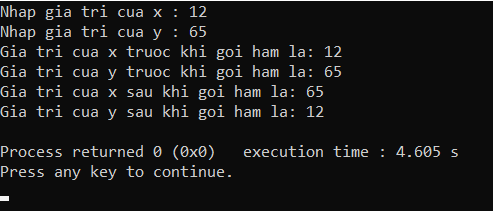 Nhap gia tri cua x : 12
Nhap gia tri cua y : 65
Gia tri cua x truoc khi goi ham la: 12
Gia tri cua y truoc khi goi ham la: 65
Gia tri cua x sau khi goi ham la: 65
Gia tri cua y sau khi goi ham la: 12
Process returned 0 (0x0)   execution time : 4.605 s
Press any key to continue.